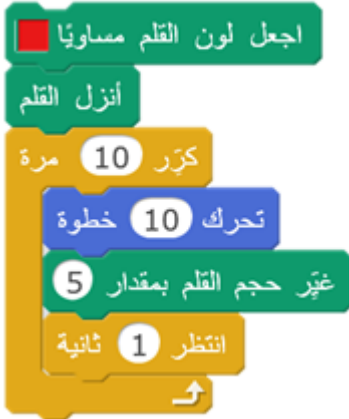 اجعل لون القلم مساويًا
أنزل القلم
كرّر 10 مرة
تحرك 10 خطوة
غيّر حجم القلم بمقدار 5
انتظر 1 ثانية